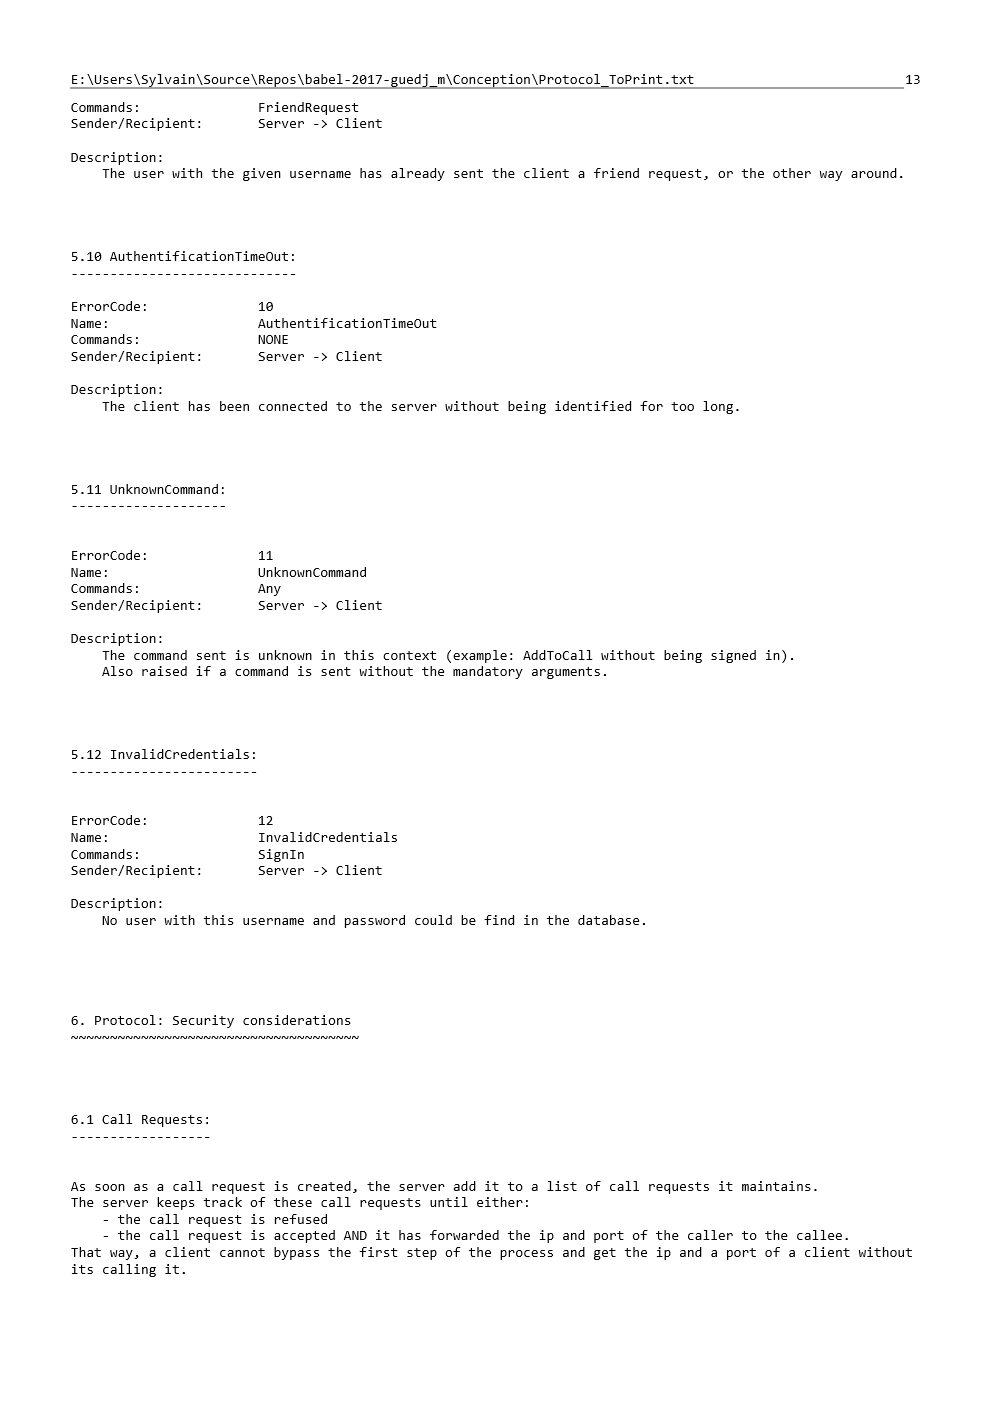 E:\Users\Sylvain\Source\Repos\babel-2017-guedj_m\Conception\Protocol_ToPrint.txt 13
Commands: FriendRequest
Sender/Recipient: Server -> Client
Description:
The user with the given username has already sent the client a friend request, or the other way around.
5.10 AuthentificationTimeOut:
-----------------------------
ErrorCode: 10
Name: AuthentificationTimeOut
Commands: NONE
Sender/Recipient: Server -> Client
Description:
The client has been connected to the server without being identified for too long.
5.11 UnknownCommand:
--------------------
ErrorCode: 11
Name: UnknownCommand
Commands: Any
Sender/Recipient: Server -> Client
Description:
The command sent is unknown in this context (example: AddToCall without being signed in).
Also raised if a command is sent without the mandatory arguments.
5.12 InvalidCredentials:
------------------------
ErrorCode: 12
Name: InvalidCredentials
Commands: SignIn
Sender/Recipient: Server -> Client
Description:
No user with this username and password could be find in the database.
6. Protocol: Security considerations
~~~~~~~~~~~~~~~~~~~~~~~~~~~~~~~~~~~~~
6.1 Call Requests:
------------------
As soon as a call request is created, the server add it to a list of call requests it maintains.
The server keeps track of these call requests until either:
- the call request is refused
- the call request is accepted AND it has forwarded the ip and port of the caller to the callee.
That way, a client cannot bypass the first step of the process and get the ip and a port of a client without
its calling it.